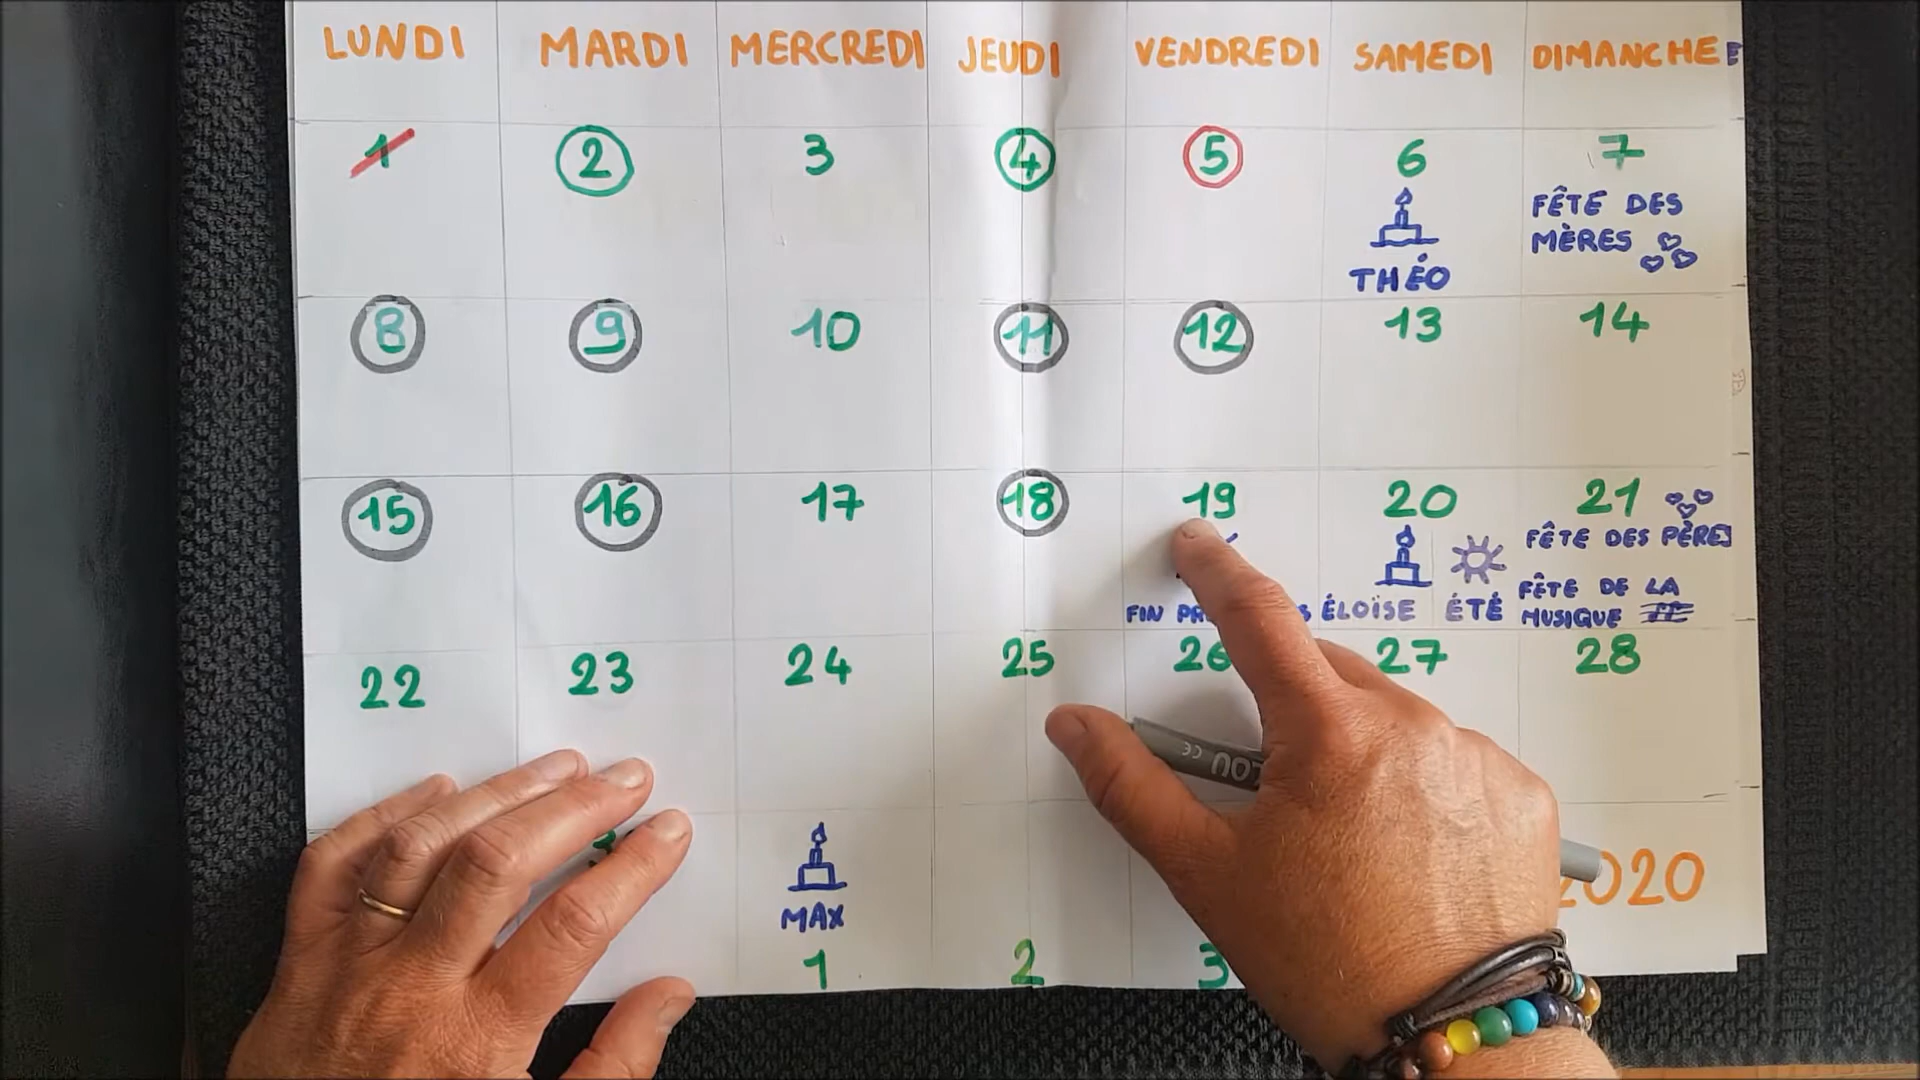 LUNDI MARDI MERCREDI JEUDI VENDREDI SAMEDI DIMANCHE E
1 2 3 4 5 6 7
THÉO
FÊTE DES
MÈRES
8 9 10 11 12 13 14
15 16 17 18 19 20 21
FIN
ÉLOÏSE
ÉTÉ
FÊTE DES PÈRES
FÊTE DE LA
MUSIQUE
22 23 24 25 26 27 28
MAX
2020
1 2 3